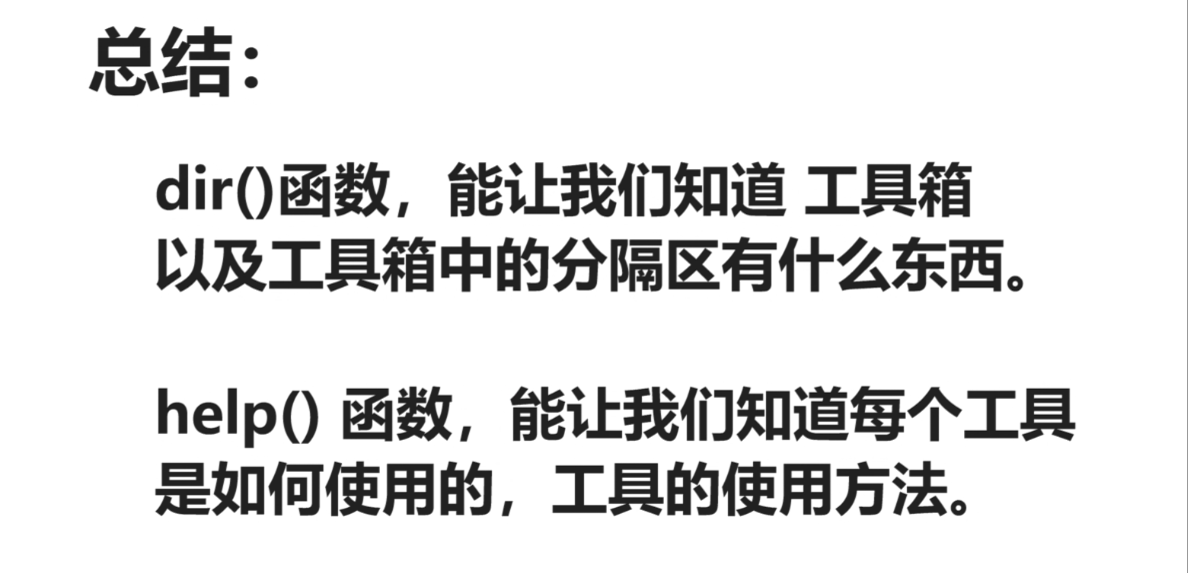 总结：
dir()函数，能让我们知道 工具箱
以及工具箱中的分隔区有什么东西。
help() 函数，能让我们知道每个工具
是如何使用的，工具的使用方法。